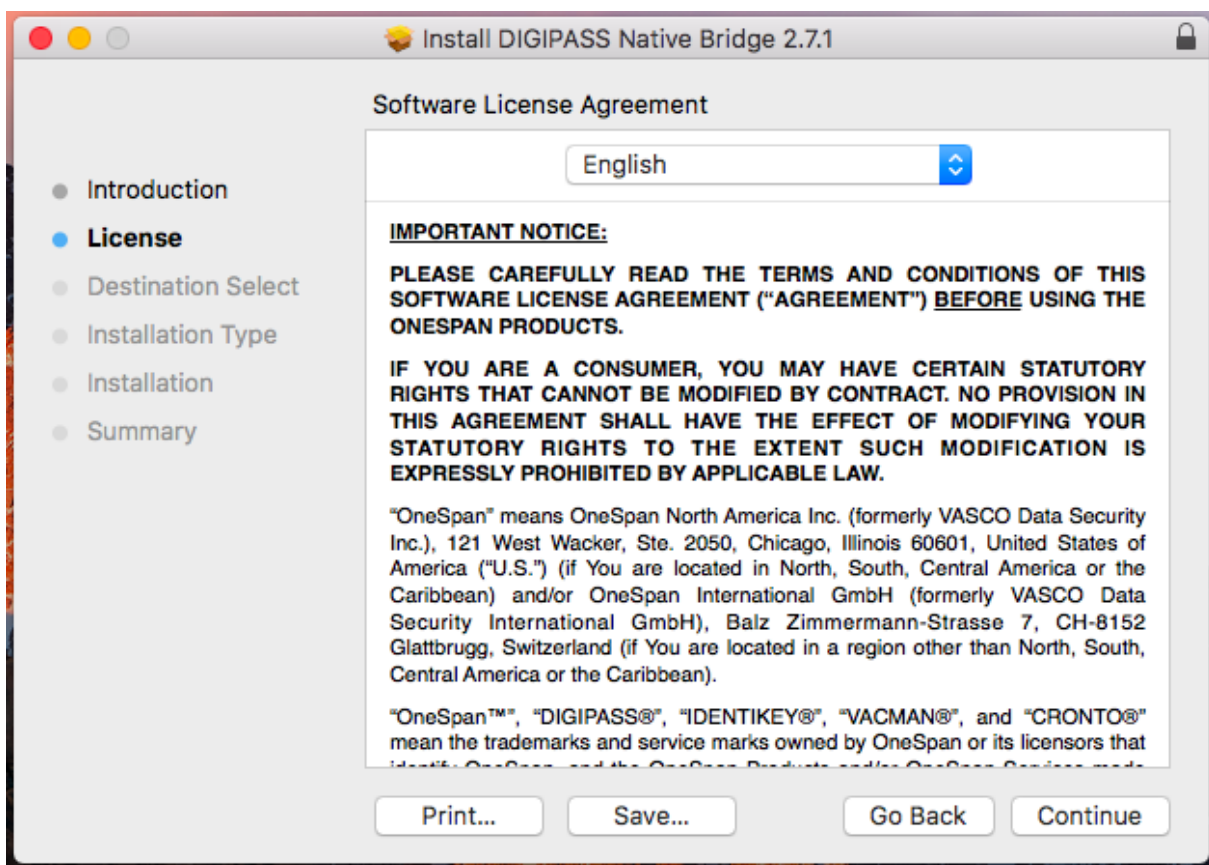 Install DIGIPASS Native Bridge 2.7.1
Software License Agreement
English
Introduction
License
Destination Select
Installation Type
Installation
Summary
IMPORTANT NOTICE:
PLEASE CAREFULLY READ THE TERMS AND CONDITIONS OF THIS
SOFTWARE LICENSE AGREEMENT (“AGREEMENT”) BEFORE USING THE
ONESPAN PRODUCTS.
IF YOU ARE A CONSUMER, YOU MAY HAVE CERTAIN STATUTORY
RIGHTS THAT CANNOT BE MODIFIED BY CONTRACT. NO PROVISION IN
THIS AGREEMENT SHALL HAVE THE EFFECT OF MODIFYING YOUR
STATUTORY RIGHTS TO THE EXTENT SUCH MODIFICATION IS
EXPRESSLY PROHIBITED BY APPLICABLE LAW.
“OneSpan” means OneSpan North America Inc. (formerly VASCO Data Security
Inc.), 121 West Wacker, Ste. 2050, Chicago, Illinois 60601, United States of
America (“U.S.”) (if You are located in North, South, Central America or the
Caribbean) and/or OneSpan International GmbH (formerly VASCO Data
Security International GmbH), Balz Zimmermann-Strasse 7, CH-8152
Glattbrugg, Switzerland (if You are located in a region other than North, South,
Central America or the Caribbean).
“OneSpan™”, “DIGIPASS®”, “IDENTIKEY®”, “VACMAN®”, and “CRONTO®”
mean the trademarks and service marks owned by OneSpan or its licensors that
Print...
Save...
Go Back
Continue